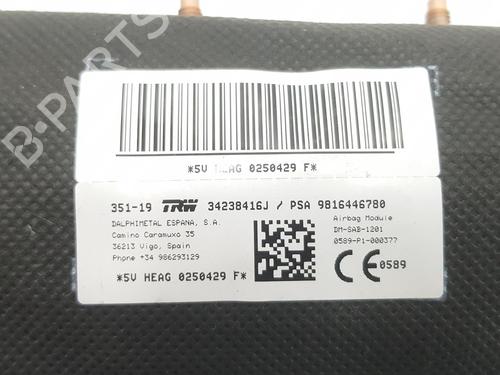 B-PARTS
*5V HEAG 0250429 F*
351-19 TRW 34238416J / PSA 9816446780
DALPHIMETAL ESPANA, S.A.
Camino Caramuxo 35
36213 Vigo, Spain
Phone +34 986293129
*5V HEAG 0250429 F*
Airbag Module
DM-SAB-1201
0589-P1-000377
CE 0589